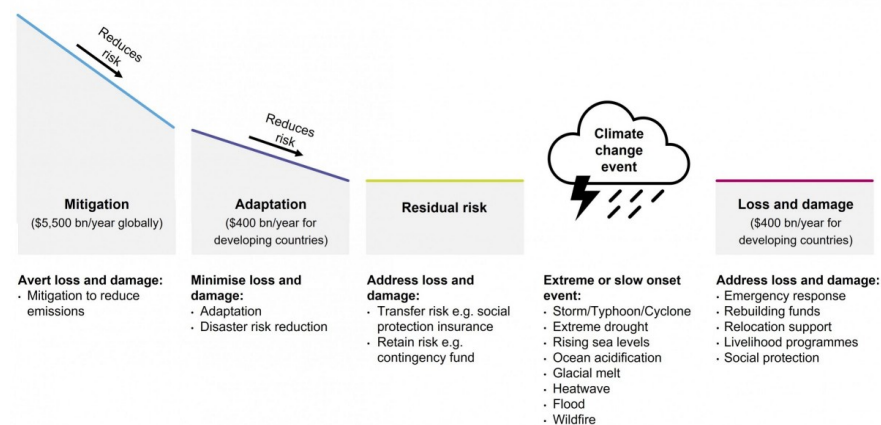 Reduces
risk
Reduces
risk
Climate
change
event
Mitigation
($5,500 bn/year globally)
Adaptation
($400 bn/year for
developing countries)
Residual risk
Loss and damage
($400 bn/year for
developing countries)
Avert loss and damage:
· Mitigation to reduce
emissions
Minimise loss and
damage:
· Adaptation
· Disaster risk reduction
Address loss and
damage:
· Transfer risk e.g. social
protection insurance
· Retain risk e.g.
contingency fund
Extreme or slow onset
event:
· Storm/Typhoon/Cyclone
· Extreme drought
· Rising sea levels
· Ocean acidification
· Glacial melt
· Heatwave
· Flood
· Wildfire
Address loss and damage:
· Emergency response
· Rebuilding funds
· Relocation support
· Livelihood programmes
· Social protection